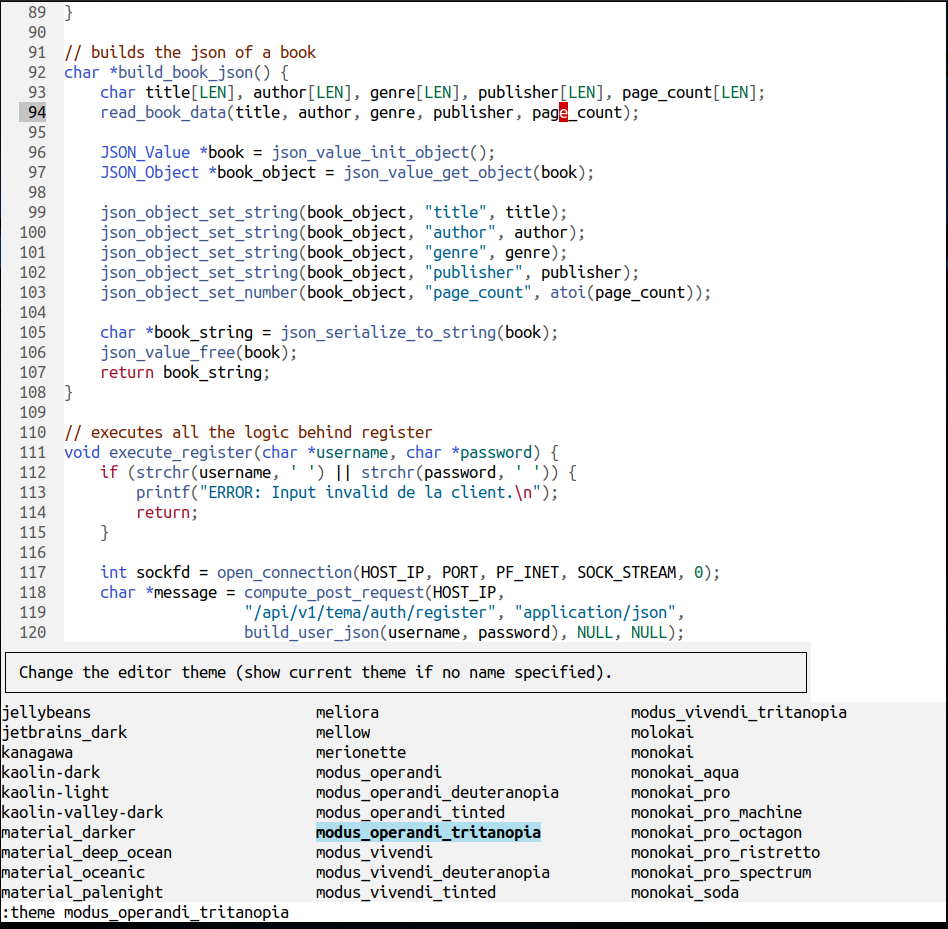 89 }
90
91 // builds the json of a book
92 char *build_book_json() {
93     char title[LEN], author[LEN], genre[LEN], publisher[LEN], page_count[LEN];
94     read_book_data(title, author, genre, publisher, page_count);
95
96     JSON_Value *book = json_value_init_object();
97     JSON_Object *book_object = json_value_get_object(book);
98
99     json_object_set_string(book_object, "title", title);
100     json_object_set_string(book_object, "author", author);
101     json_object_set_string(book_object, "genre", genre);
102     json_object_set_string(book_object, "publisher", publisher);
103     json_object_set_number(book_object, "page_count", atoi(page_count));
104
105     char *book_string = json_serialize_to_string(book);
106     json_value_free(book);
107     return book_string;
108 }
109
110 // executes all the logic behind register
111 void execute_register(char *username, char *password) {
112     if (strchr(username, ' ') || strchr(password, ' ')) {
113         printf("ERROR: Input invalid de la client.\n");
114         return;
115     }
116
117     int sockfd = open_connection(HOST_IP, PORT, PF_INET, SOCK_STREAM, 0);
118     char *message = compute_post_request(HOST_IP,
119                     "/api/v1/tema/auth/register", "application/json",
120                     build_user_json(username, password), NULL, NULL);
Change the editor theme (show current theme if no name specified).
jellybeans meliora modus_vivendi_tritanopia
jetbrains_dark mellow molokai
kanagawa merionette monokai
kaolin-dark modus_operandi monokai_aqua
kaolin-light modus_operandi_deuteranopia monokai_pro
kaolin-valley-dark modus_operandi_tinted monokai_pro_machine
material_darker modus_operandi_tritanopia monokai_pro_octagon
material_deep_ocean modus_vivendi monokai_pro_ristretto
material_oceanic modus_vivendi_deuteranopia monokai_pro_spectrum
material_palenight modus_vivendi_tinted monokai_soda
:theme modus_operandi_tritanopia